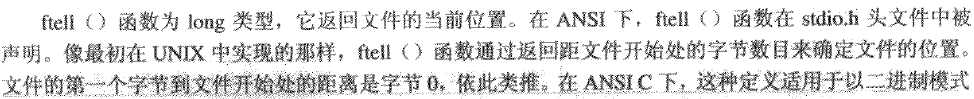 ftell（）函数为 long 类型，它返回文件的当前位置。在 ANSI 下，ftell（）函数在 stdio.h 头文件中被
声明。像最初在 UNIX 中实现的那样，ftell（）函数通过返回距文件开始处的字节数目来确定文件的位置。
文件的第一个字节到文件开始处的距离是字节 0，依此类推。在 ANSI C 下，这种定义适用于以二进制模式